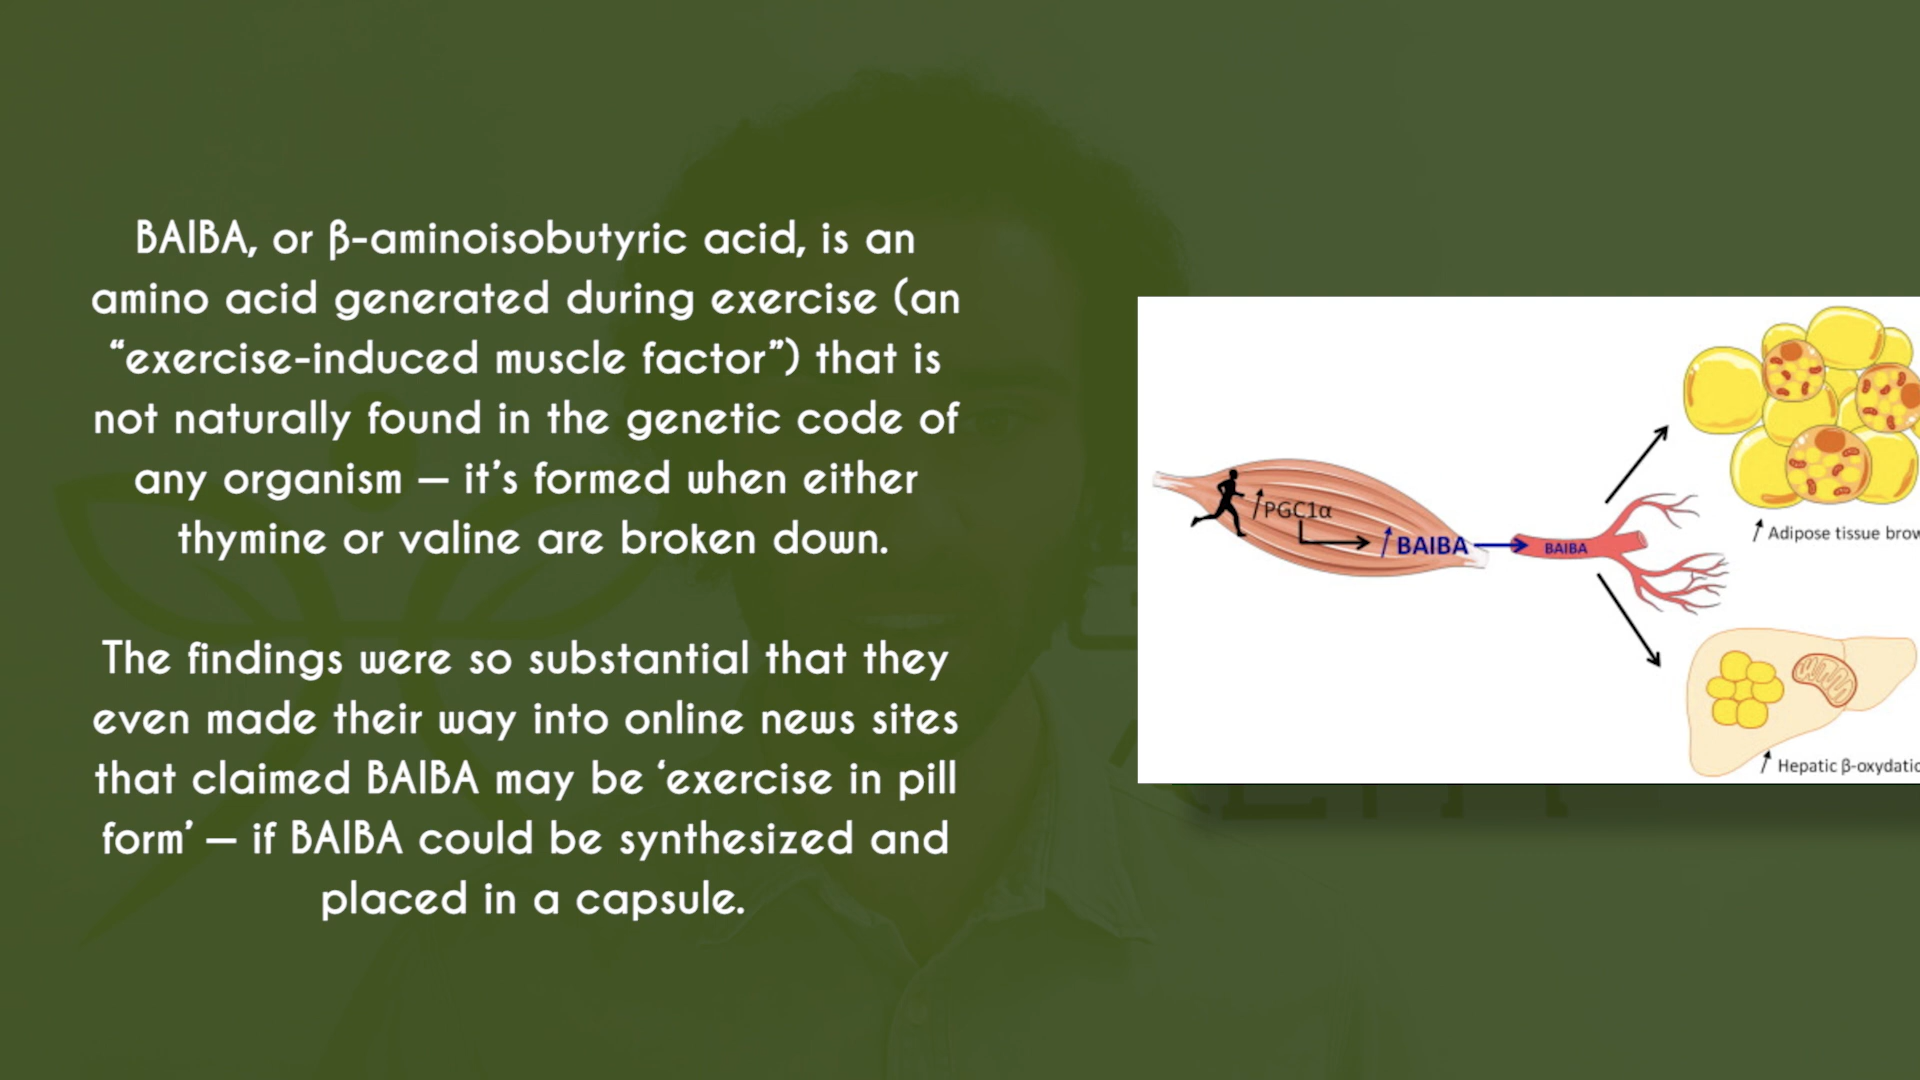 BAIBA, or β-aminoisobutyric acid, is an
amino acid generated during exercise (an
“exercise-induced muscle factor”) that is
not naturally found in the genetic code of
any organism – it’s formed when either
thymine or valine are broken down.
The findings were so substantial that they
even made their way into online news sites
that claimed BAIBA may be ‘exercise in pill
form’ – if BAIBA could be synthesized and
placed in a capsule.
PGC1α
BAIBA
BAIBA
Adipose tissue brow
Hepatic β-oxydatio